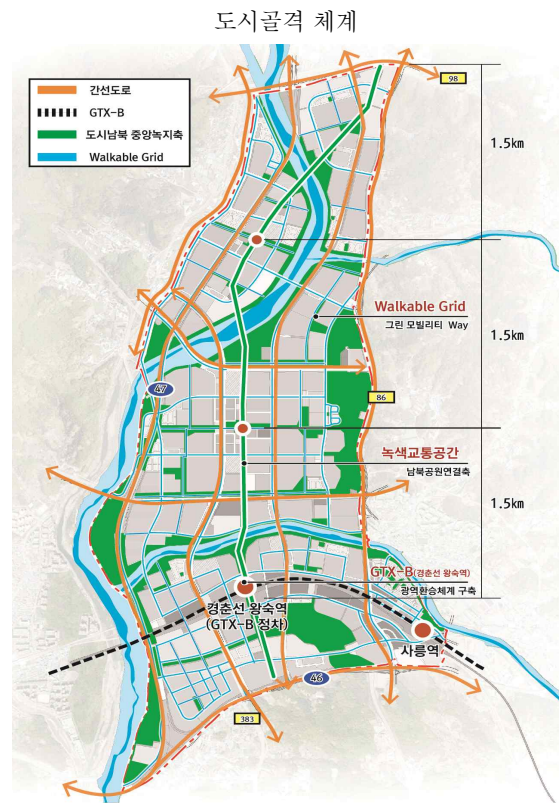 도시골격 체계
간선도로
GTX-B
도시남북 중앙녹지축
Walkable Grid
98
1.5km
Walkable Grid
그린 모빌리티 Way
1.5km
47
86
녹색교통공간
남북공원연결축
1.5km
GTX-B(경춘선 왕숙역)
광역환승체계 구축
경춘선 왕숙역
(GTX-B 정차)
사릉역
46
383